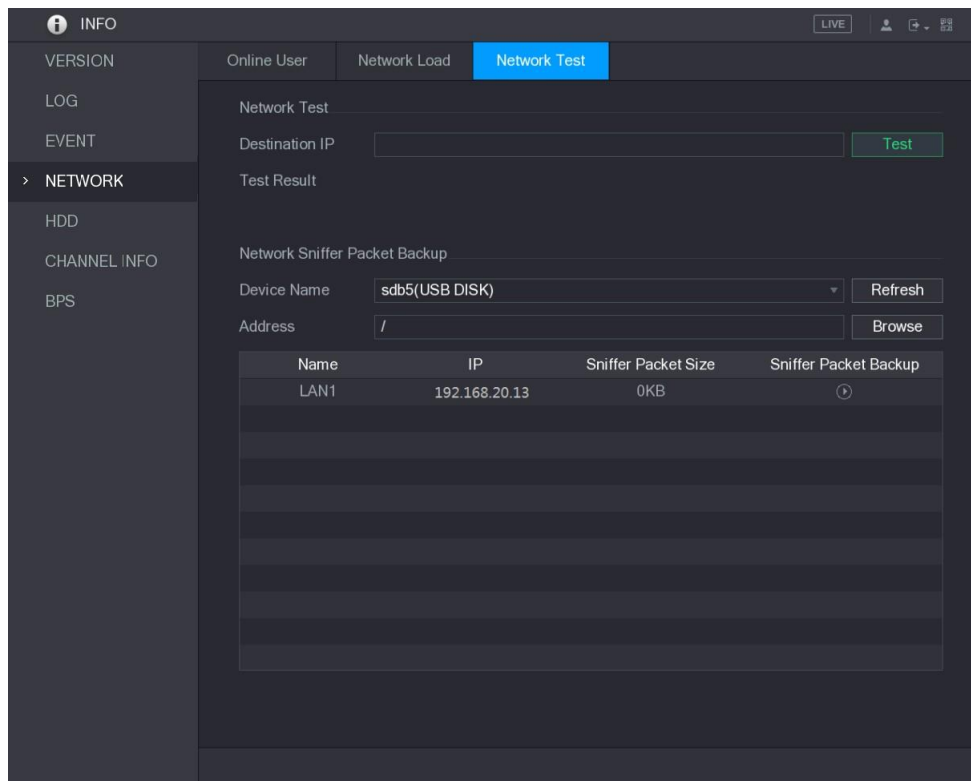 INFO
LIVE
VERSION
LOG
EVENT
NETWORK
HDD
CHANNEL INFO
BPS
Online User Network Load Network Test
Network Test
Destination IP Test
Test Result
Network Sniffer Packet Backup
Device Name sdb5(USB DISK) Refresh
Address / Browse
Name IP Sniffer Packet Size Sniffer Packet Backup
LAN1 192.168.20.13 0KB